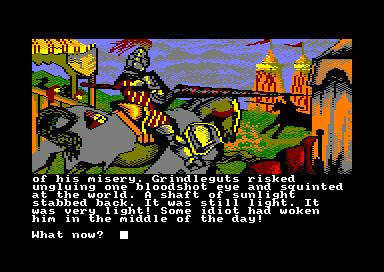 of his misery. Grindleguts risked
ungluing one bloodshot eye and squinted
at the world. A shaft of sunlight
stabbed back. It was still light. It
was very light! Some idiot had woken
him in the middle of the day!
What now?